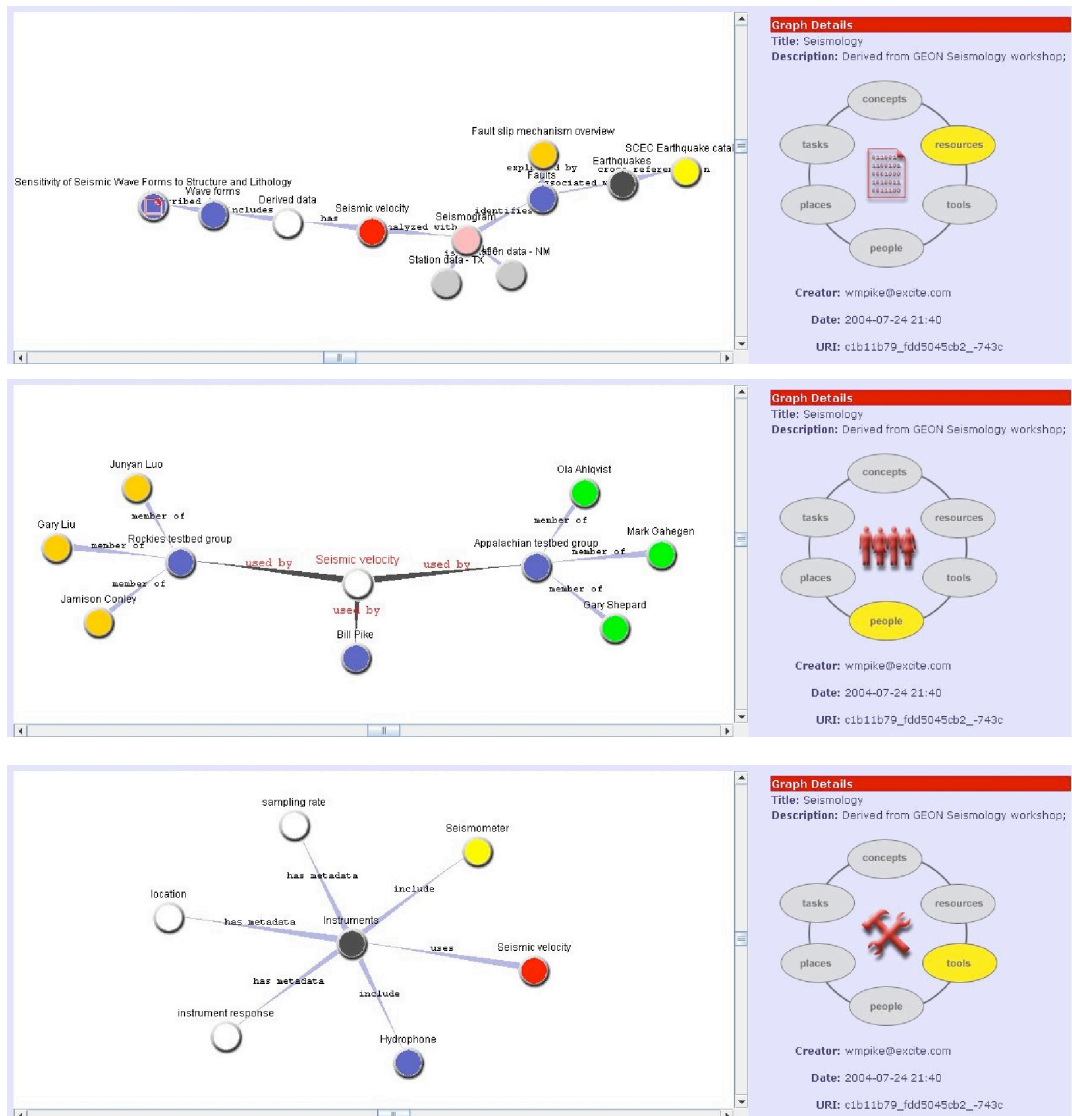 Graph Details
Title: Seismology
Description: Derived from GEON Seismology workshop;
concepts
tasks
resources
places
tools
people
Creator: wmpike@excite.com
Date: 2004-07-24 21:40
URI: c1b11b79_fdd5045cb2_-743c
Fault slip mechanism overview
SCEC Earthquake catal
Earthquakes
Faults
Sensitivity of Seismic Wave Forms to Structure and Lithology
Wave forms
includes
Derived data
has
Seismic velocity
analyzed with
Seismogram
identifies
Station data - TX
Station data - NM
Graph Details
Title: Seismology
Description: Derived from GEON Seismology workshop;
concepts
tasks
resources
places
tools
people
Creator: wmpike@excite.com
Date: 2004-07-24 21:40
URI: c1b11b79_fdd5045cb2_-743c
Junyan Luo
member of
Gary Liu
member of
Rockies testbed group
member of
Jamison Conley
used by
Seismic velocity
used by
used by
Bill Pike
Ola Ahlqvist
member of
Appalachian testbed group
Mark Gahegen
member of
member of
Gary Shepard
Graph Details
Title: Seismology
Description: Derived from GEON Seismology workshop;
concepts
tasks
resources
places
tools
people
Creator: wmpike@excite.com
Date: 2004-07-24 21:40
URI: c1b11b79_fdd5045cb2_-743c
sampling rate
Seismometer
has metadata
include
location
has metadata
Instruments
uses
Seismic velocity
has metadata
include
instrument response
Hydrophone